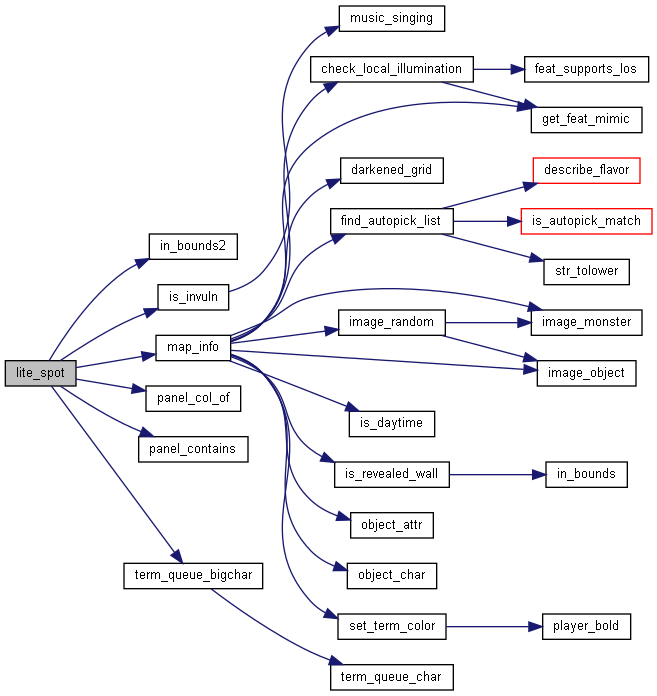 music_singing
check_local_illumination
feat_supports_los
get_feat_mimic
darkened_grid
describe_flavor
find_autopick_list
is_autopick_match
in_bounds2
str_tolower
is_invuln
image_random
image_monster
map_info
lite_spot
image_object
panel_col_of
is_daytime
panel_contains
is_revealed_wall
in_bounds
object_attr
term_queue_bigchar
object_char
set_term_color
player_bold
term_queue_char